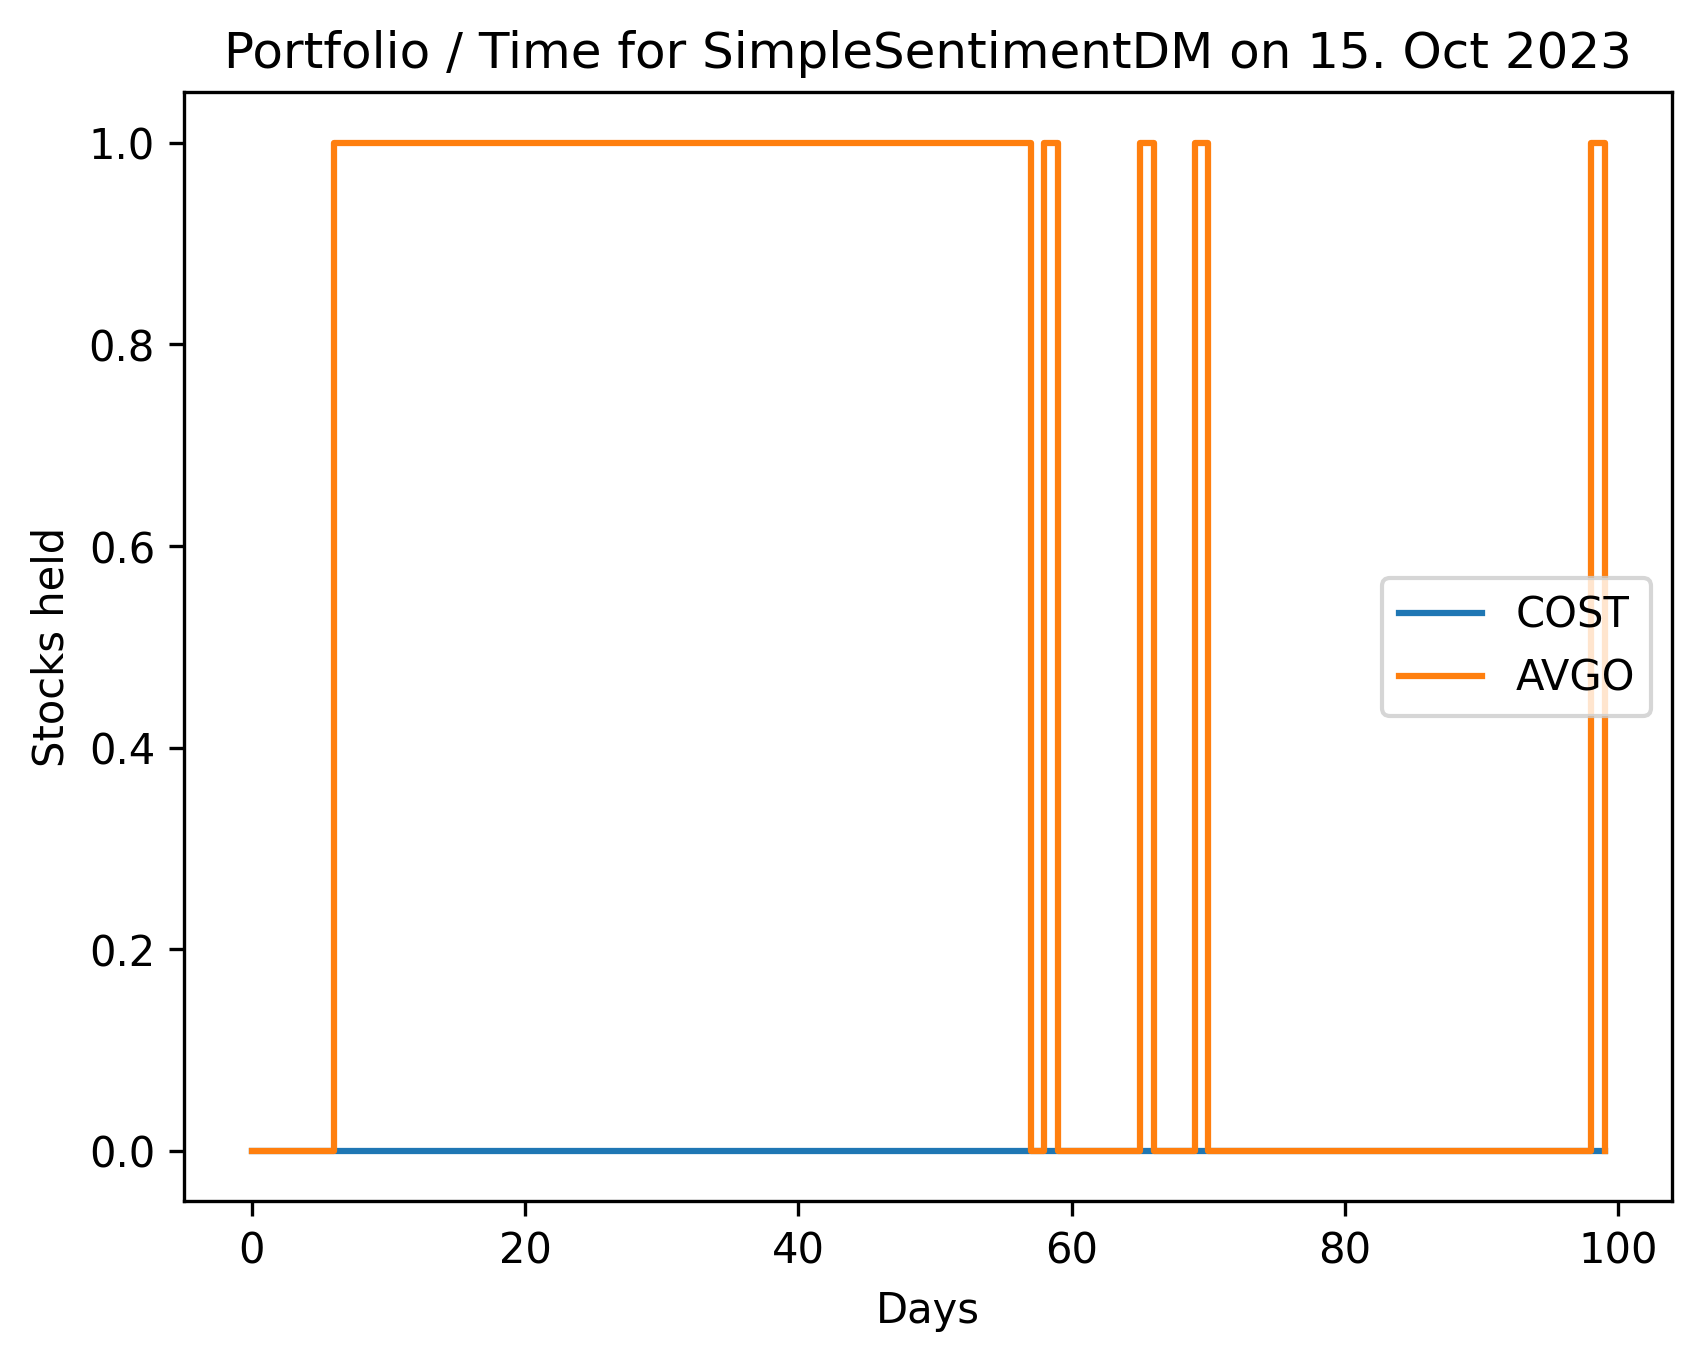 Portfolio / Time for SimpleSentimentDM on 15. Oct 2023
1.0
0.8
0.6
0.4
0.2
0.0
Stocks held
COST
AVGO
0 20 40 60 80 100
Days